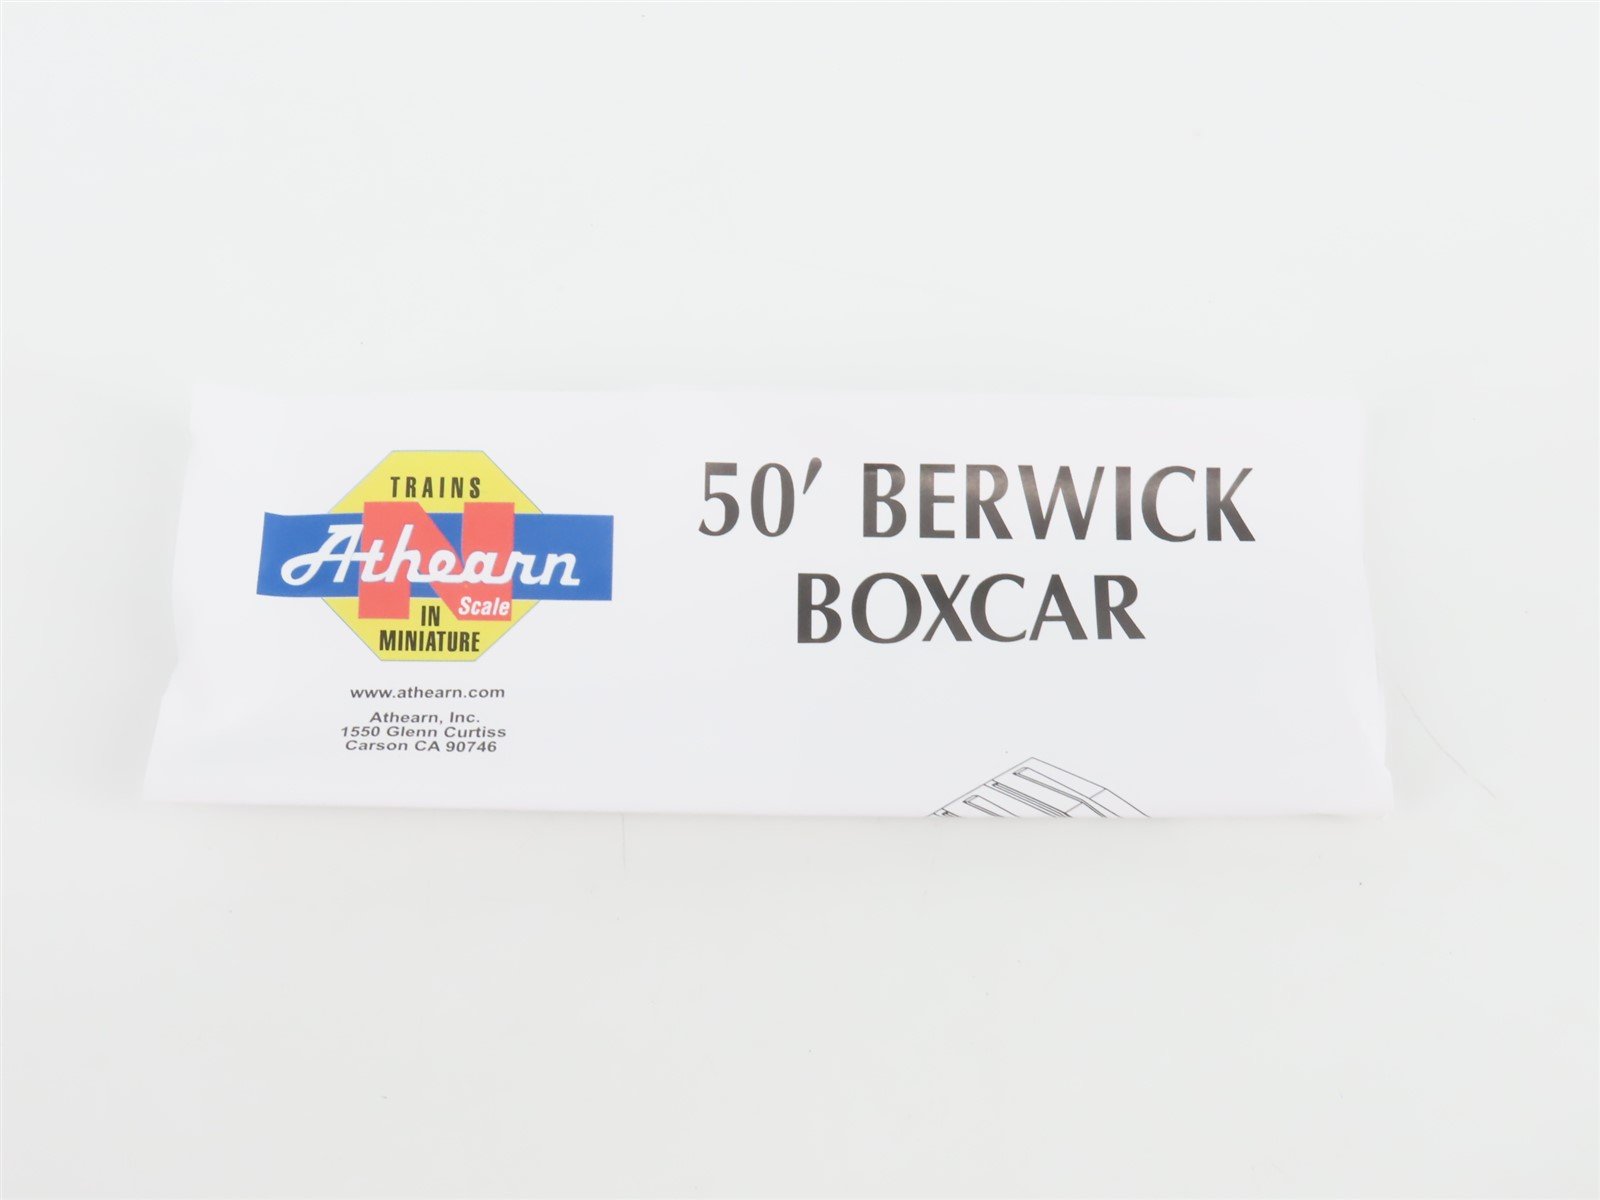 TRAINS
Athearn
N
Scale
IN
MINIATURE
www.athearn.com
Athearn, Inc.
1550 Glenn Curtiss
Carson CA 90746
50' BERWICK
BOXCAR